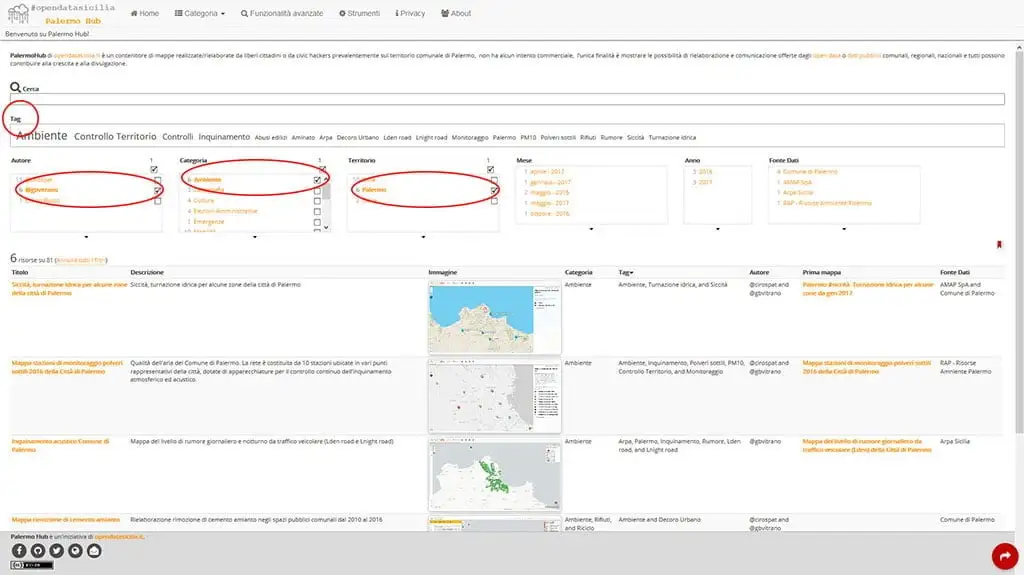 #opendatasicilia
Palermo Hub
Home
Categoria
Funzionalità avanzate
Strumenti
Privacy
About
Benvenuto su Palermo Hub!
PalermoHub di opendatasicilia.it è un contenitore di mappe realizzate/rielaborate da liberi cittadini o da civic hackers prevalentemente sul territorio comunale di Palermo, non ha alcun intento commerciale, l'unica finalità è mostrare le possibilità di rielaborazione e comunicazione offerte dagli open data o dati pubblici comunali, regionali, nazionali e tutti possono
contribuire alla crescita e alla divulgazione.
Cerca
Tag
Ambiente Controllo Territorio Controlli Inquinamento Abusi edilizi Aminato Arpa Decoro Urbano Lden road Lnight road Monitoraggio Palermo PM10 Polveri sottili Rifiuti Rumore Siccità Turnazione idrica
Autore 1 Categoria 1 Territorio 1 Mese Anno Fonte Dati
6 @gbvitrano
6 Ambiente
4 Cultura
4 Elezioni Amministrative
1 Emergenze
6 Palermo
1 aprile - 2017
1 gennaio - 2017
2 maggio - 2016
1 maggio - 2017
1 ottobre - 2016
3 2016
3 2017
4 Comune di Palermo
1 AMAP SpA
1 Arpa Sicilia
1 RAP - Risorse Ambiente Palermo
6 risorse su 81 (Annulla tutti i filtri)
Titolo Descrizione Immagine Categoria Tag Autore Prima mappa Fonte Dati
Siccità, turnazione idrica per alcune zone
della città di Palermo
Siccità, turnazione idrica per alcune zone della città di Palermo
Ambiente
Ambiente, Turnazione idrica, and Siccità
@cirospat and
@gbvitrano
Palermo #siccità. Turnazione idrica per alcune
zone da gen 2017
AMAP SpA and
Comune di Palermo
Mappa stazioni di monitoraggio polveri
sottili 2016 della Città di Palermo
Qualità dell'aria del Comune di Palermo. La rete è costituita da 10 stazioni ubicate in vari punti
rappresentativi della città, dotate di apparecchiature per il controllo continuo dell'inquinamento
atmosferico ed acustico.
Ambiente
Ambiente, Inquinamento, Polveri sottili, PM10,
Controllo Territorio, and Monitoraggio
@cirospat and
@gbvitrano
Mappa stazioni di monitoraggio polveri sottili
2016 della Città di Palermo
RAP - Risorse
Amniente Palermo
Inquinamento acustico Comune di
Palermo
Mappa del livello di rumore giornaliero e notturno da traffico veicolare (Lden road e Lnight road)
Ambiente
Arpa, Palermo, Inquinamento, Rumore, Lden
road, and Lnight road
@gbvitrano
Mappa del livello di rumore giornaliero da
traffico veicolare (Lden) della Città di Palermo
Arpa Sicilia
Mappa rimozione di cemento amianto
Rielaborazione rimozione di cemento amianto negli spazi pubblici comunali dal 2010 al 2016
Ambiente, Rifiuti,
and Riciclo
Ambiente and Decoro Urbano
@cirospat and
@gbvitrano
Comune di Palermo
Palermo Hub è un'iniziativa di opendatasicilia.it,